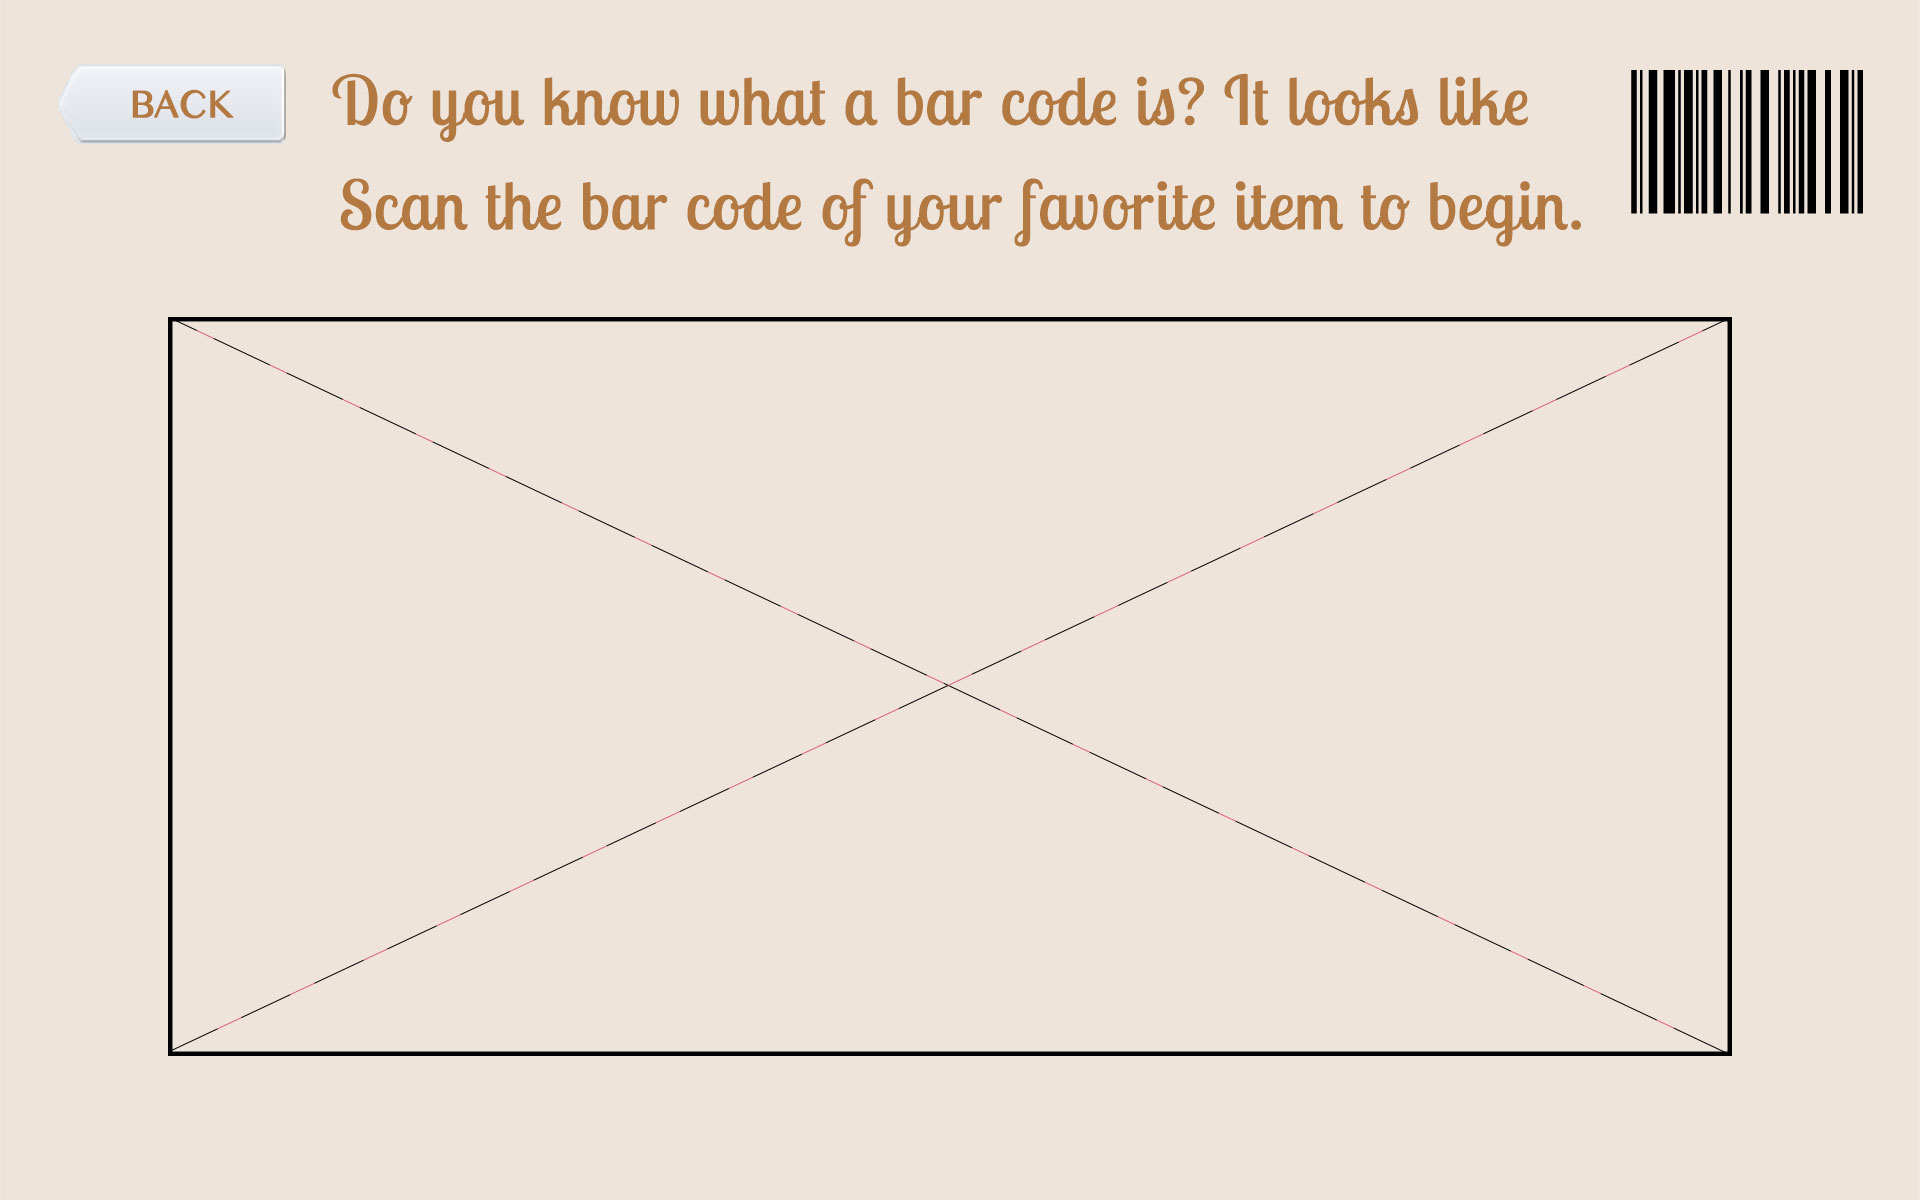 BACK
Do you know what a bar code is? It looks like
Scan the bar code of your favorite item to begin.